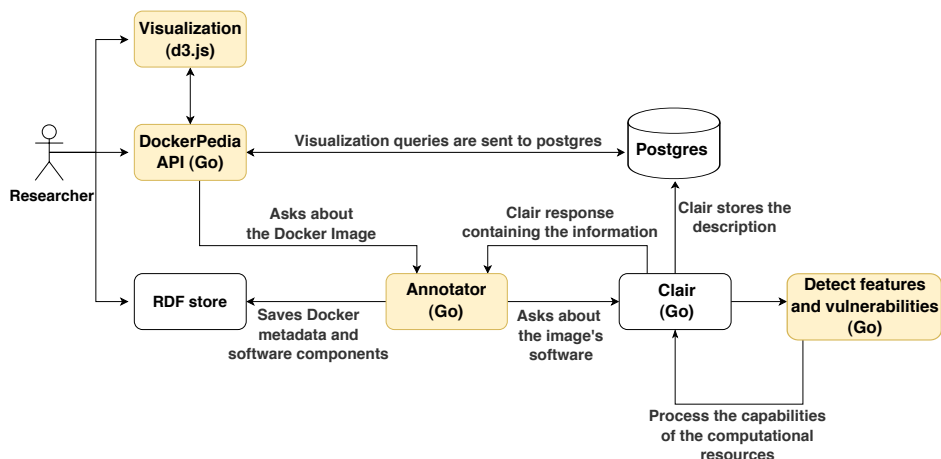 Visualization
(d3.js)
DockerPedia
API (Go)
Visualization queries are sent to postgres
Postgres
Researcher
Asks about
the Docker Image
Clair response
containing the information
Clair stores the
description
RDF store
Annotator
(Go)
Clair
(Go)
Detect features
and vulnerabilities
(Go)
Saves Docker
metadata and
software components
Asks about
the image's
software
Process the capabilities
of the computational
resources